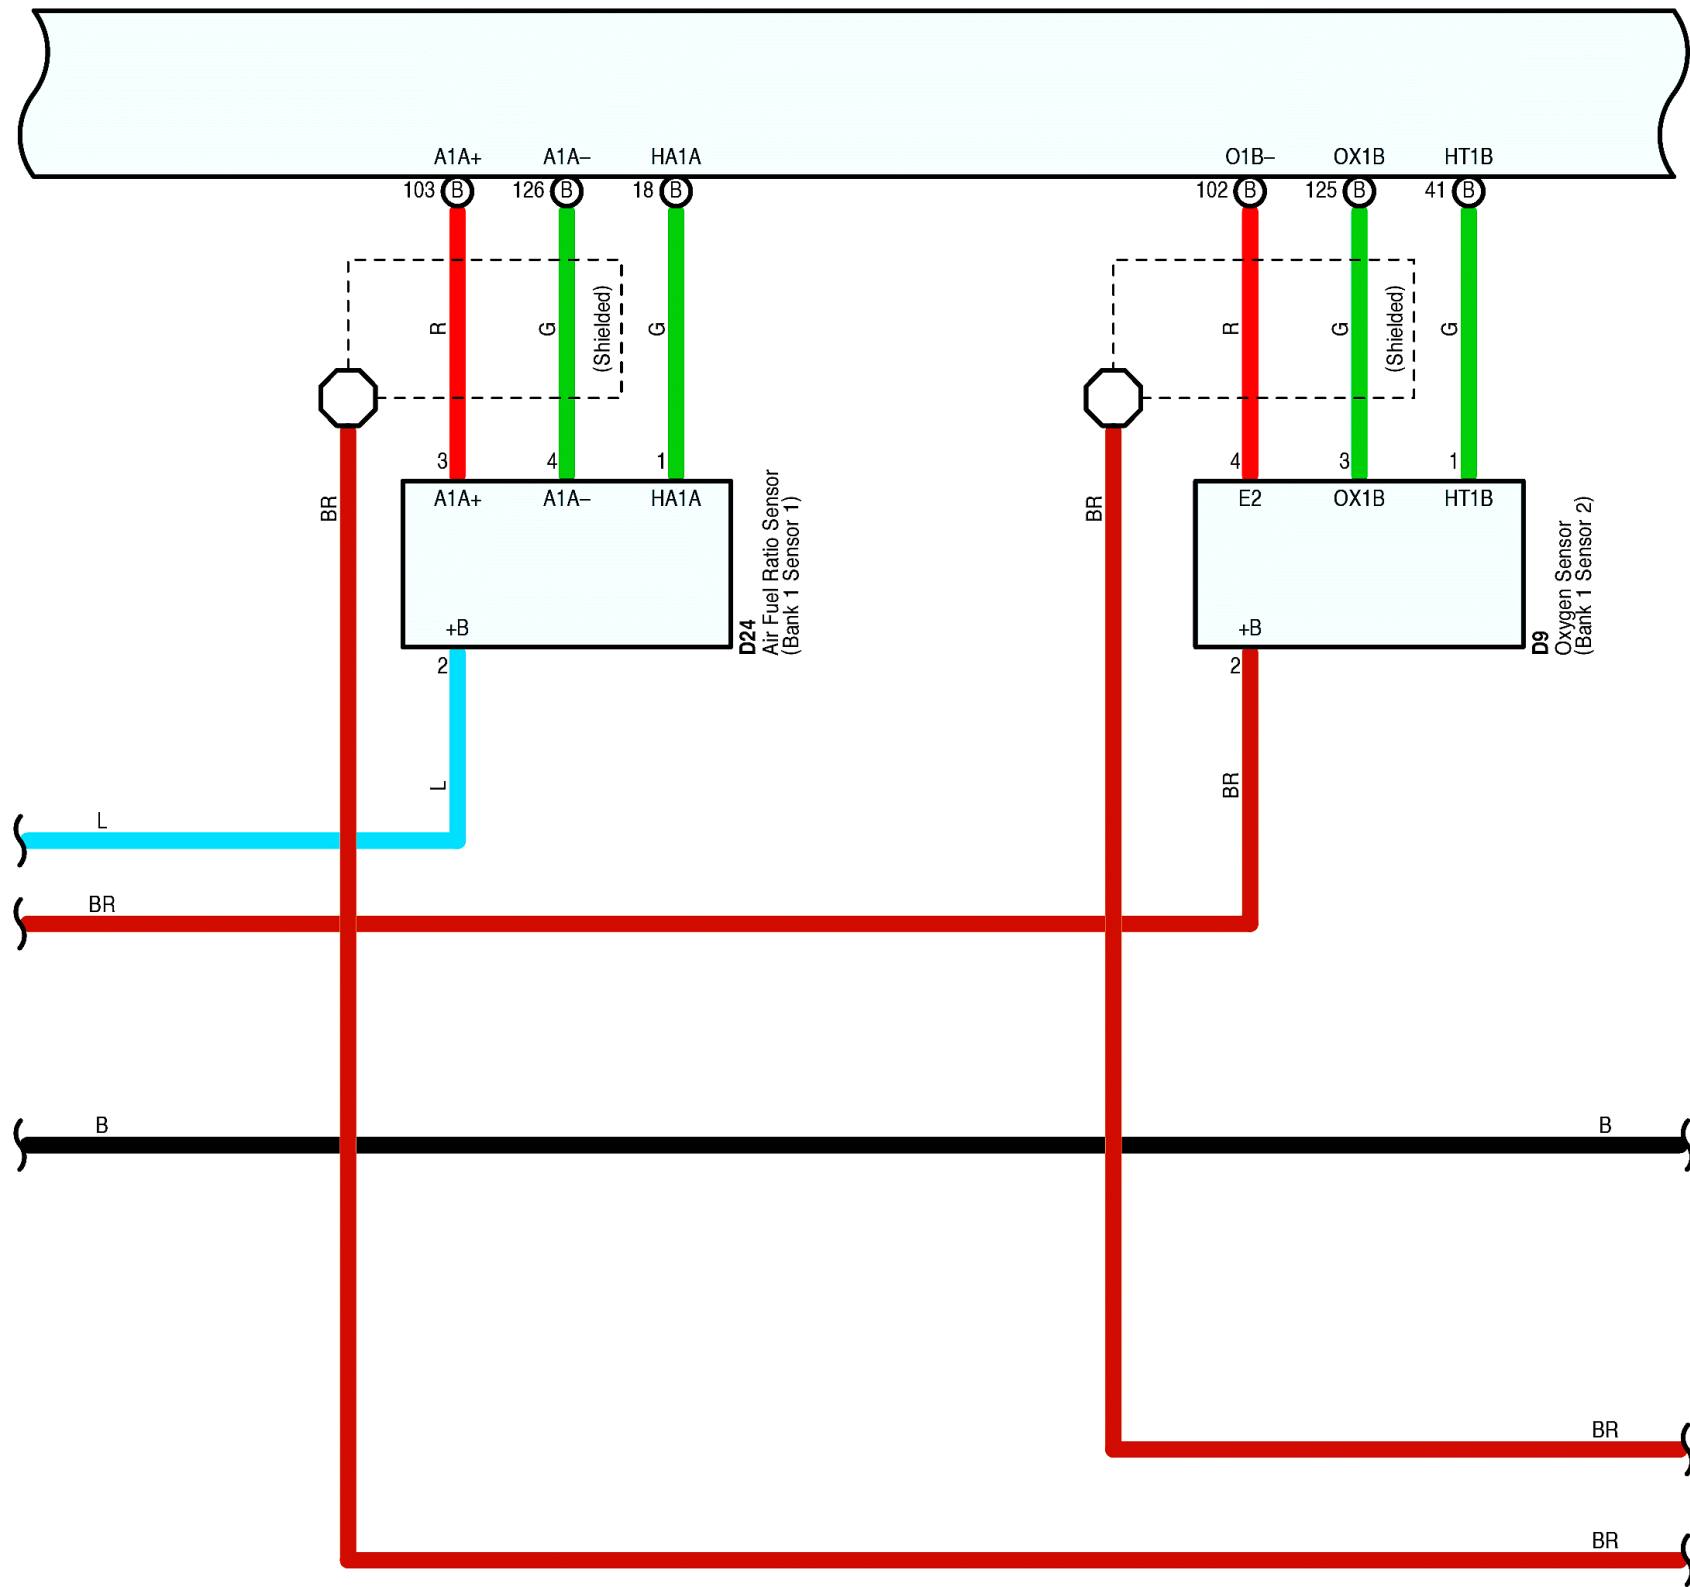 A1A+ A1A– HA1A O1B– OX1B HT1B
103 B 126 B 18 B 102 B 125 B 41 B
R G (Shielded) G R G (Shielded) G
3 4 1 4 3 1
BR A1A+ A1A– HA1A BR E2 OX1B HT1B
D24
Air Fuel Ratio Sensor
(Bank 1 Sensor 1)
D9
Oxygen Sensor
(Bank 1 Sensor 2)
+B +B
2 2
L BR
L
BR
B B
BR
BR